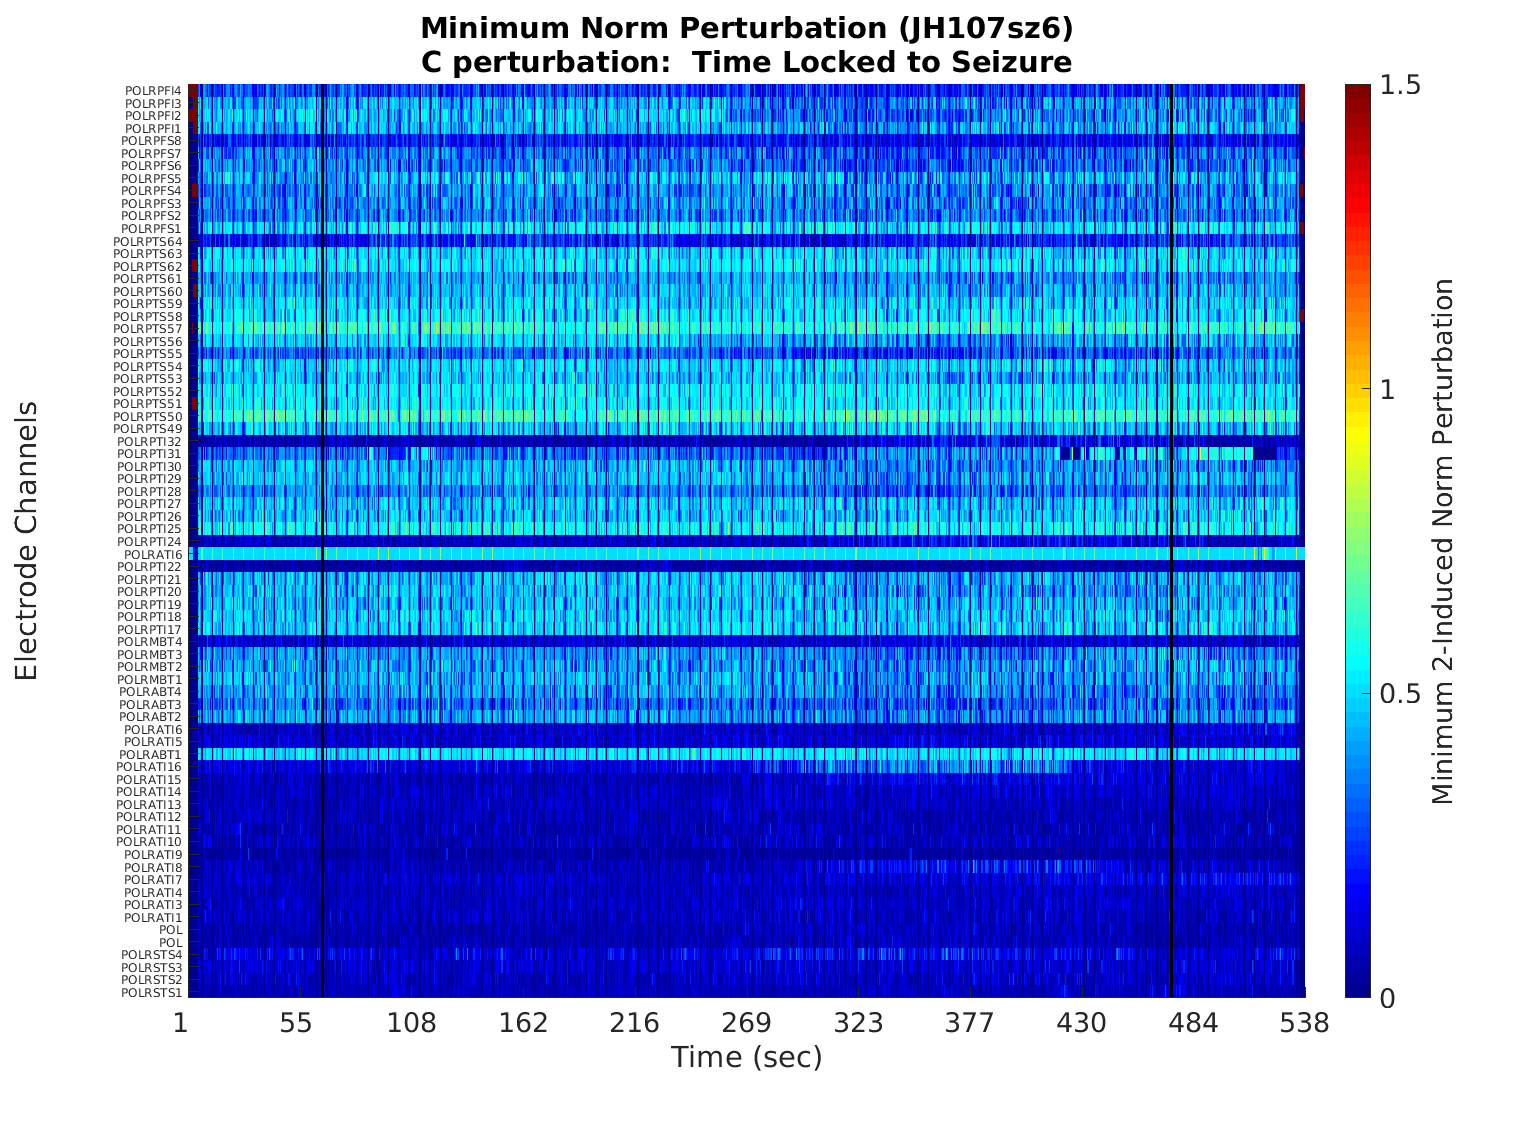 Minimum Norm Perturbation (JH107sz6)
C perturbation:  Time Locked to Seizure
Electrode Channels
POLRPFI4
POLRPFI3
POLRPFI2
POLRPFI1
POLRPFS8
POLRPFS7
POLRPFS6
POLRPFS5
POLRPFS4
POLRPFS3
POLRPFS2
POLRPFS1
POLRPTS64
POLRPTS63
POLRPTS62
POLRPTS61
POLRPTS60
POLRPTS59
POLRPTS58
POLRPTS57
POLRPTS56
POLRPTS55
POLRPTS54
POLRPTS53
POLRPTS52
POLRPTS51
POLRPTS50
POLRPTS49
POLRPTI32
POLRPTI31
POLRPTI30
POLRPTI29
POLRPTI28
POLRPTI27
POLRPTI26
POLRPTI25
POLRPTI24
POLRATI6
POLRPTI22
POLRPTI21
POLRPTI20
POLRPTI19
POLRPTI18
POLRPTI17
POLRMBT4
POLRMBT3
POLRMBT2
POLRMBT1
POLRABT4
POLRABT3
POLRABT2
POLRATI6
POLRATI5
POLRABT1
POLRATI16
POLRATI15
POLRATI14
POLRATI13
POLRATI12
POLRATI11
POLRATI10
POLRATI9
POLRATI8
POLRATI7
POLRATI4
POLRATI3
POLRATI1
POL
POL
POLRSTS4
POLRSTS3
POLRSTS2
POLRSTS1
1 55 108 162 216 269 323 377 430 484 538
Time (sec)
1.5
1
0.5
0
Minimum 2-Induced Norm Perturbation